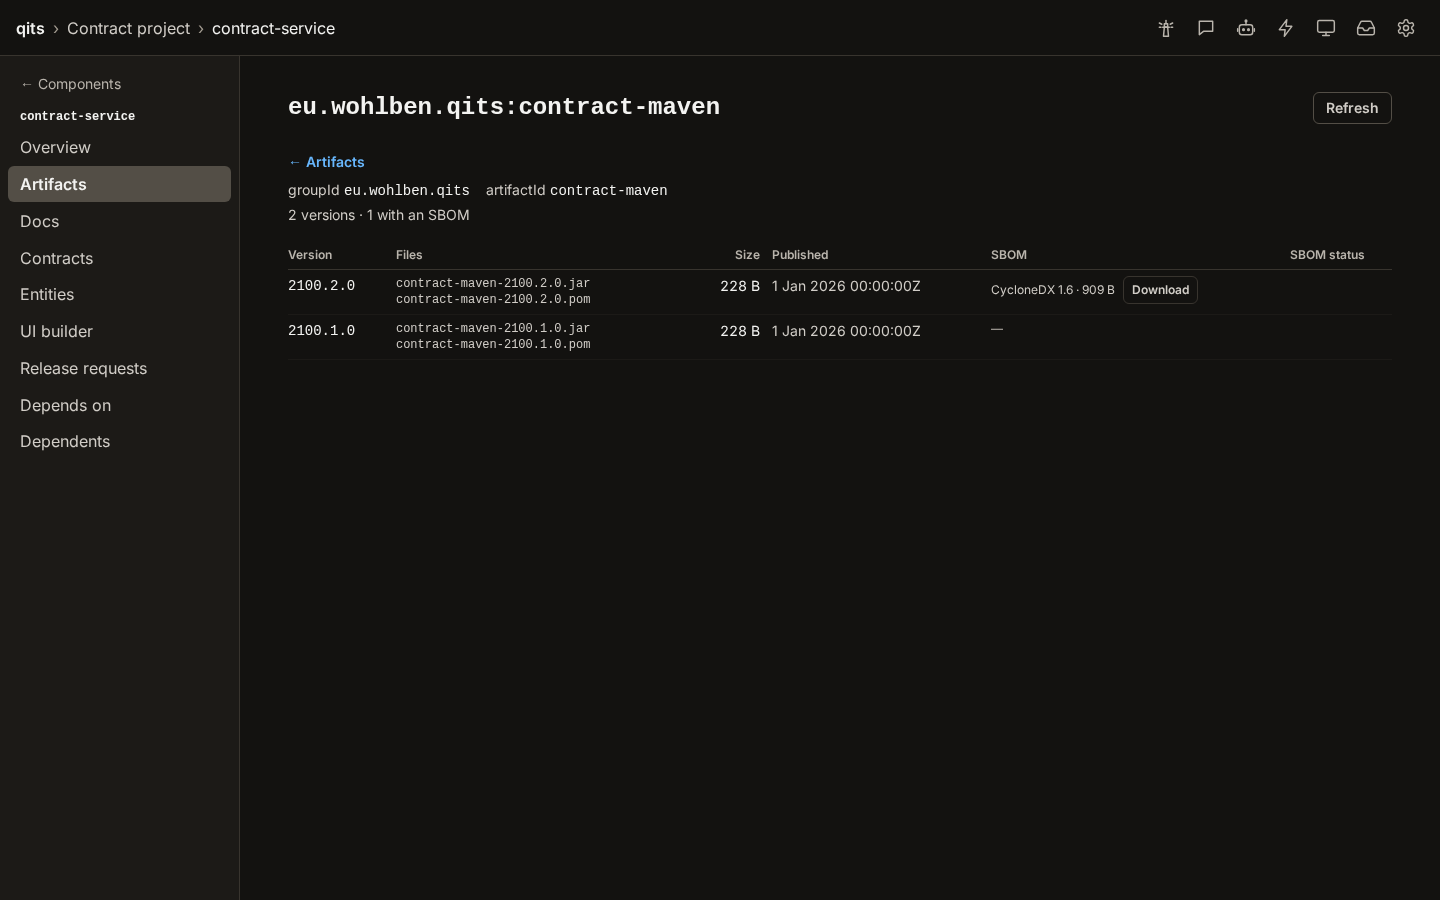 qits › Contract project › contract-service
← Components
contract-service
Overview
Artifacts
Docs
Contracts
Entities
UI builder
Release requests
Depends on
Dependents
eu.wohlben.qits:contract-maven
Refresh
← Artifacts
groupId eu.wohlben.qits artifactId contract-maven
2 versions · 1 with an SBOM
Version Files Size Published SBOM SBOM status
2100.2.0 contract-maven-2100.2.0.jar 228 B 1 Jan 2026 00:00:00Z CycloneDX 1.6 · 909 B Download
contract-maven-2100.2.0.pom
2100.1.0 contract-maven-2100.1.0.jar 228 B 1 Jan 2026 00:00:00Z —
contract-maven-2100.1.0.pom